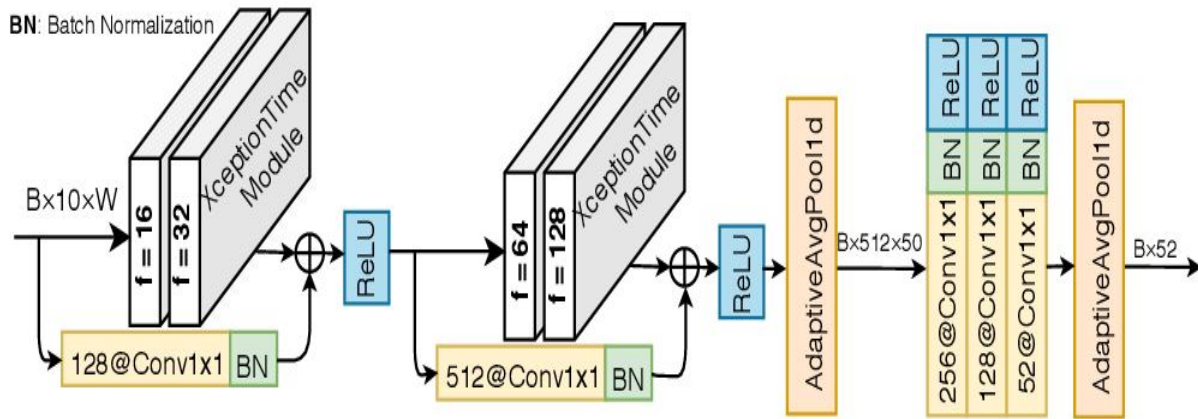 BN: Batch Normalization
B×10×W
f = 16
f = 32
XceptionTime
Module
128@Conv1x1
BN
ReLU
f = 64
f = 128
XceptionTime
Module
512@Conv1x1
BN
ReLU
AdaptiveAvgPool1d
B×512×50
256@Conv1x1
BN
ReLU
128@Conv1x1
BN
ReLU
52@Conv1x1
BN
ReLU
AdaptiveAvgPool1d
B×52